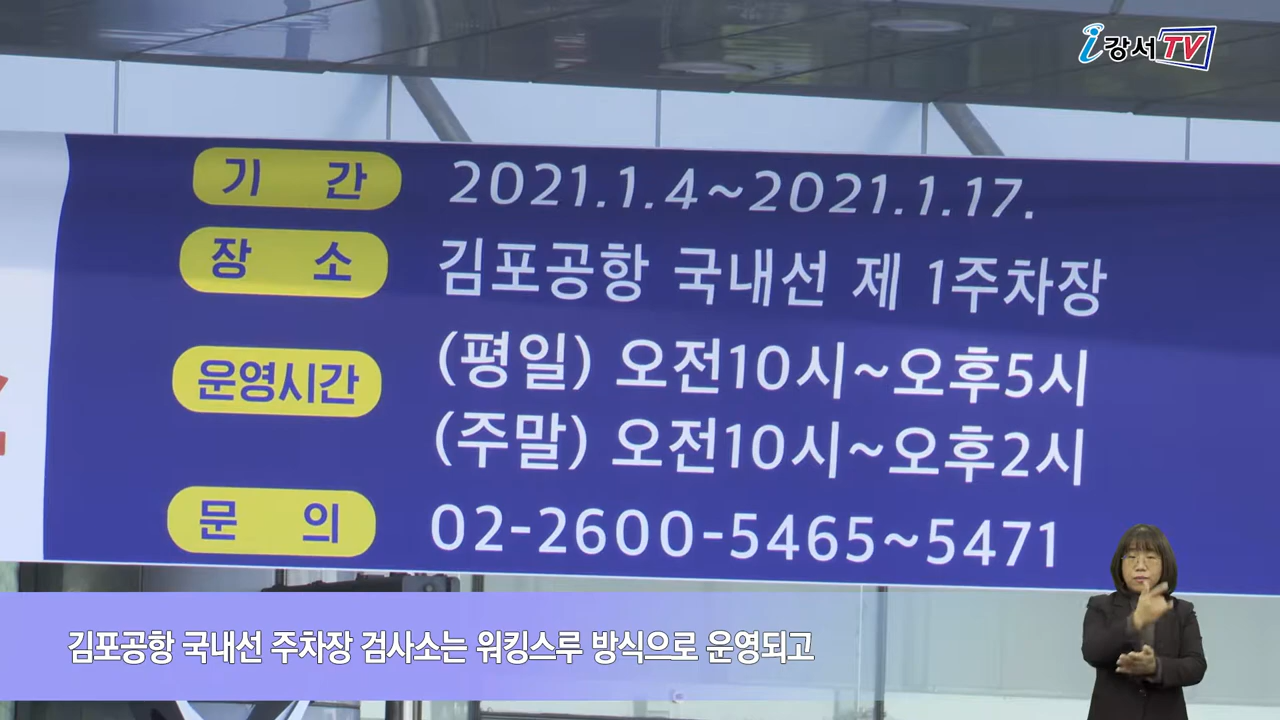 i강서TV
기 간 2021.1.4~2021.1.17.
장 소 김포공항 국내선 제 1주차장
운영시간 (평일) 오전10시~오후5시
(주말) 오전10시~오후2시
문 의 02-2600-5465~5471
김포공항 국내선 주차장 검사소는 워킹스루 방식으로 운영되고